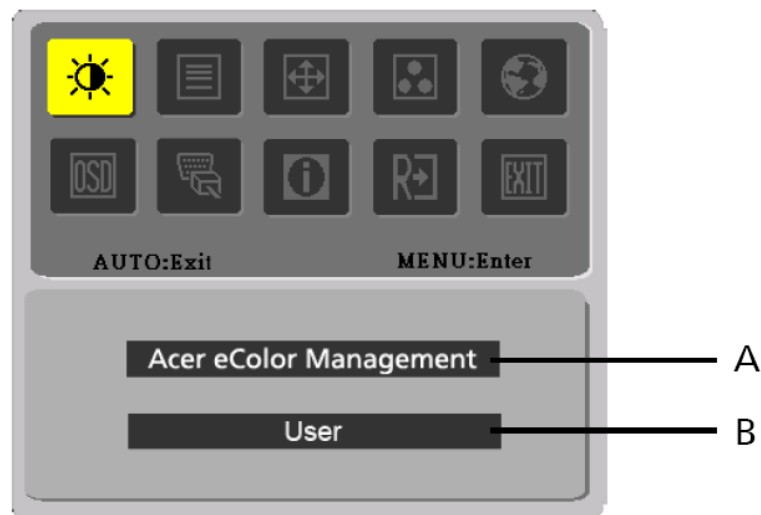 OSD
R
EXIT
AUTO:Exit MENU:Enter
Acer eColor Management A
User B